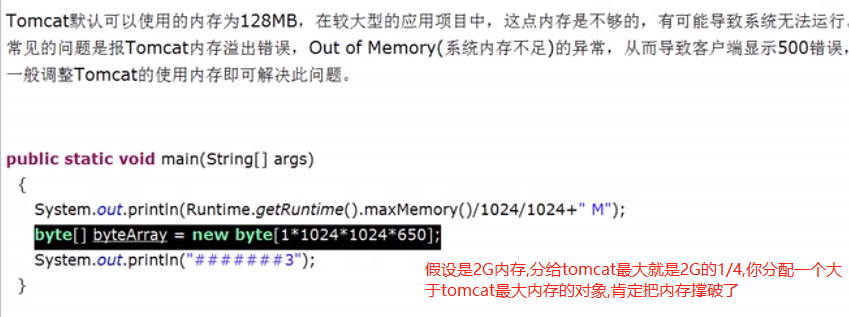 Tomcat默认可以使用的内存为128MB，在较大型的应用项目中，这点内存是不够的，有可能导致系统无法运行。
常见的问题是报Tomcat内存溢出错误，Out of Memory(系统内存不足)的异常，从而导致客户端显示500错误，
一般调整Tomcat的使用内存即可解决此问题。
public static void main(String[] args)
{
System.out.println(Runtime.getRuntime().maxMemory()/1024/1024+" M");
byte[] byteArray = new byte[1*1024*1024*650];
System.out.println("#######3");
}
假设是2G内存,分给tomcat最大就是2G的1/4,你分配一个大
于tomcat最大内存的对象,肯定把内存撑破了